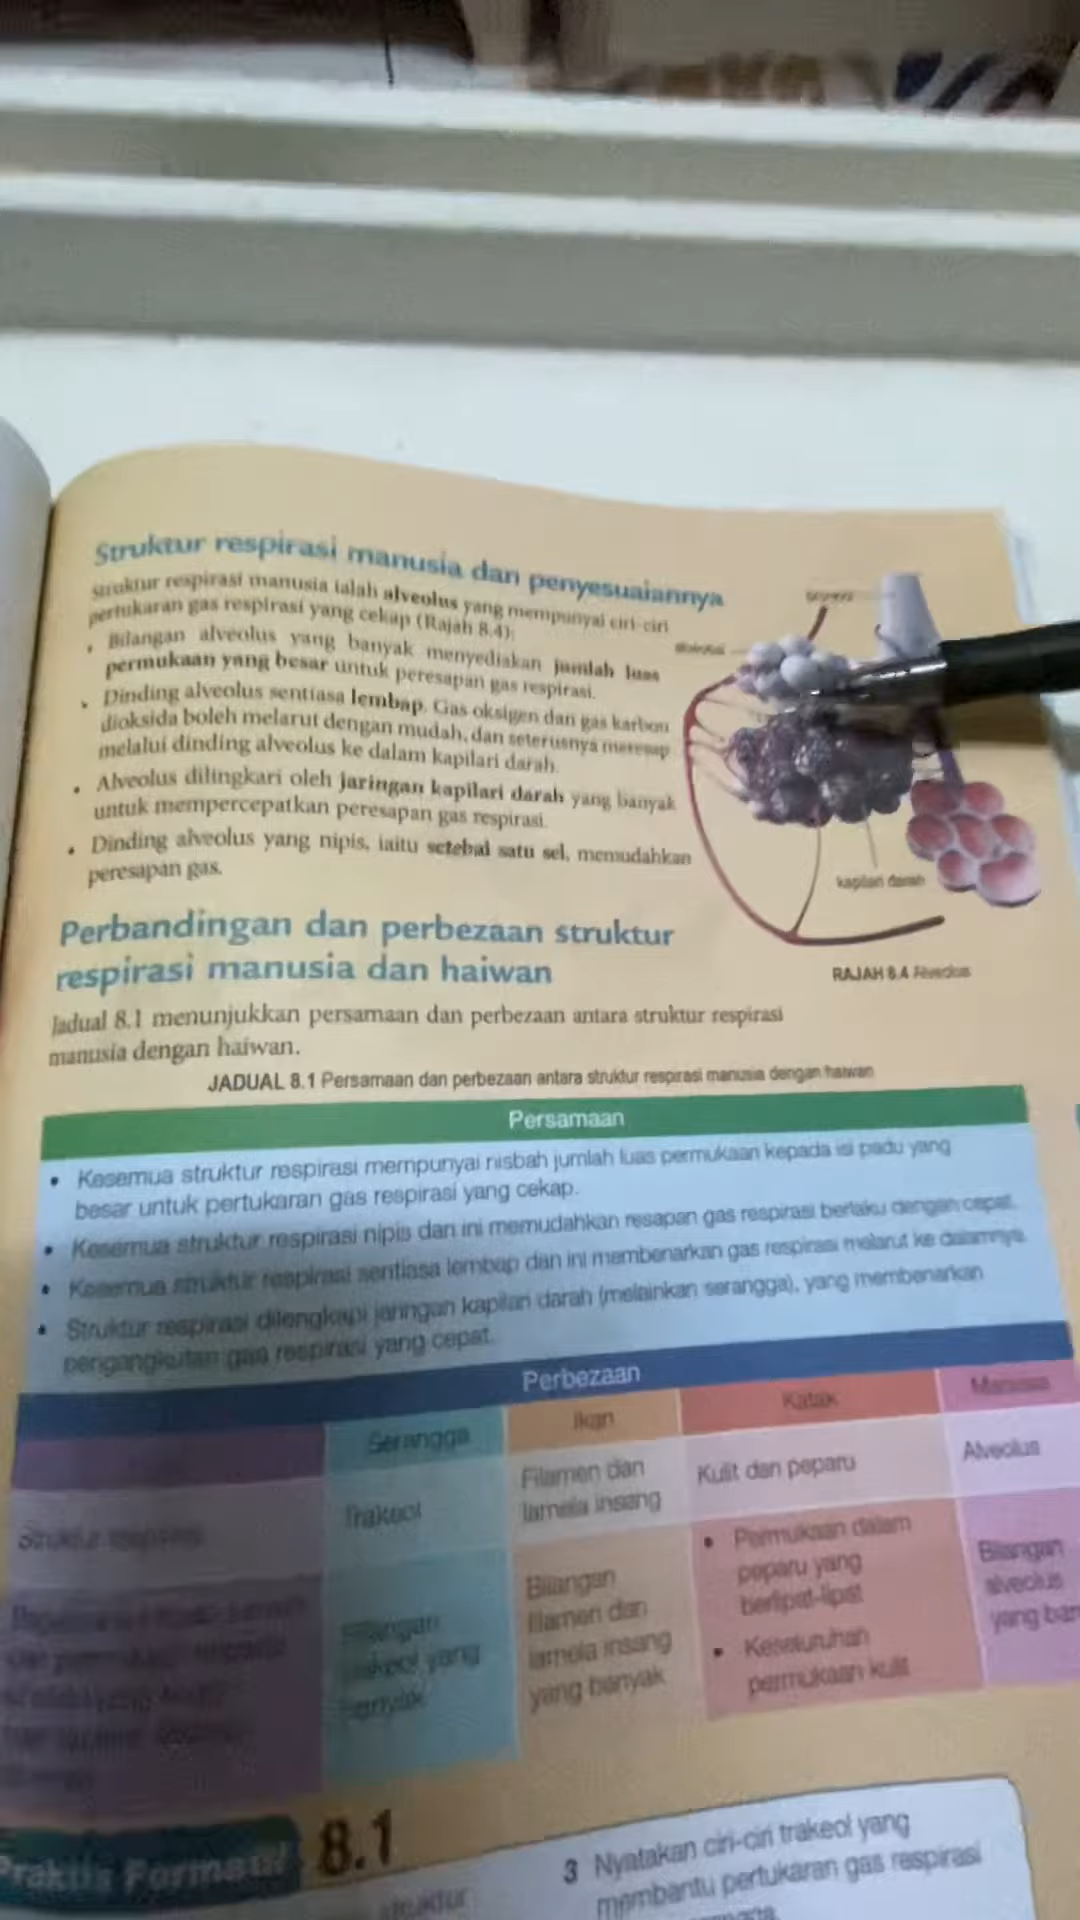 Struktur respirasi manusia dan penyesuaiannya
Struktur respirasi manusia ialah alveolus yang mempunyai ciri-ciri
pertukaran gas respirasi yang cekap (Rajah 8.4):
• Bilangan alveolus yang banyak menyediakan jumlah luas
permukaan yang besar untuk peresapan gas respirasi.
• Dinding alveolus sentiasa lembap. Gas oksigen dan gas karbon
dioksida boleh melarut dengan mudah, dan seterusnya meresap
melalui dinding alveolus ke dalam kapilari darah.
• Alveolus dilingkari oleh jaringan kapilari darah yang banyak
untuk mempercepatkan peresapan gas respirasi.
• Dinding alveolus yang nipis, iaitu setebal satu sel, memudahkan
peresapan gas.
kapilari darah
RAJAH 8.4 Alveolus
Perbandingan dan perbezaan struktur
respirasi manusia dan haiwan
Jadual 8.1 menunjukkan persamaan dan perbezaan antara struktur respirasi
manusia dengan haiwan.
JADUAL 8.1 Persamaan dan perbezaan antara struktur respirasi manusia dengan haiwan
Persamaan
• Kesemua struktur respirasi mempunyai nisbah jumlah luas permukaan kepada isi padu yang
besar untuk pertukaran gas respirasi yang cekap.
• Kesemua struktur respirasi nipis dan ini memudahkan resapan gas respirasi berlaku dengan cepat.
• Kesemua struktur respirasi sentiasa lembap dan ini membenarkan gas respirasi melarut ke dalamnya.
• Struktur respirasi dilengkapi jaringan kapilari darah (melainkan serangga), yang membenarkan
pengangkutan gas respirasi yang cepat.
Perbezaan
Serangga
Ikan
Katak
Manusia
Struktur respirasi
Trakeol
Filamen dan
lamela insang
Kulit dan peparu
Alveolus
Bilangan
trakeol yang
banyak
Bilangan
filamen dan
lamela insang
yang banyak
• Permukaan dalam
peparu yang
berlipat-lipat
• Keseluruhan
permukaan kulit
Bilangan
alveolus
yang
Praktis Formatif 8.1
struktur
3 Nyatakan ciri-ciri trakeol yang
membantu pertukaran gas respirasi